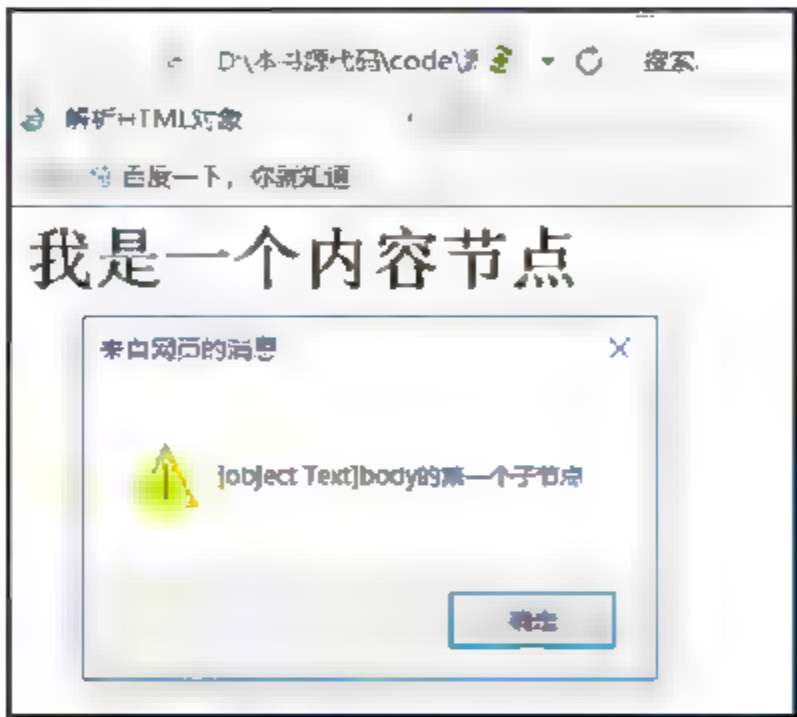 D:\本书源代码\code\ 搜索.
解析HTML对象
百度一下，你就知道
我是一个内容节点
来自网页的消息
[object Text]body的第一个子节点
确定